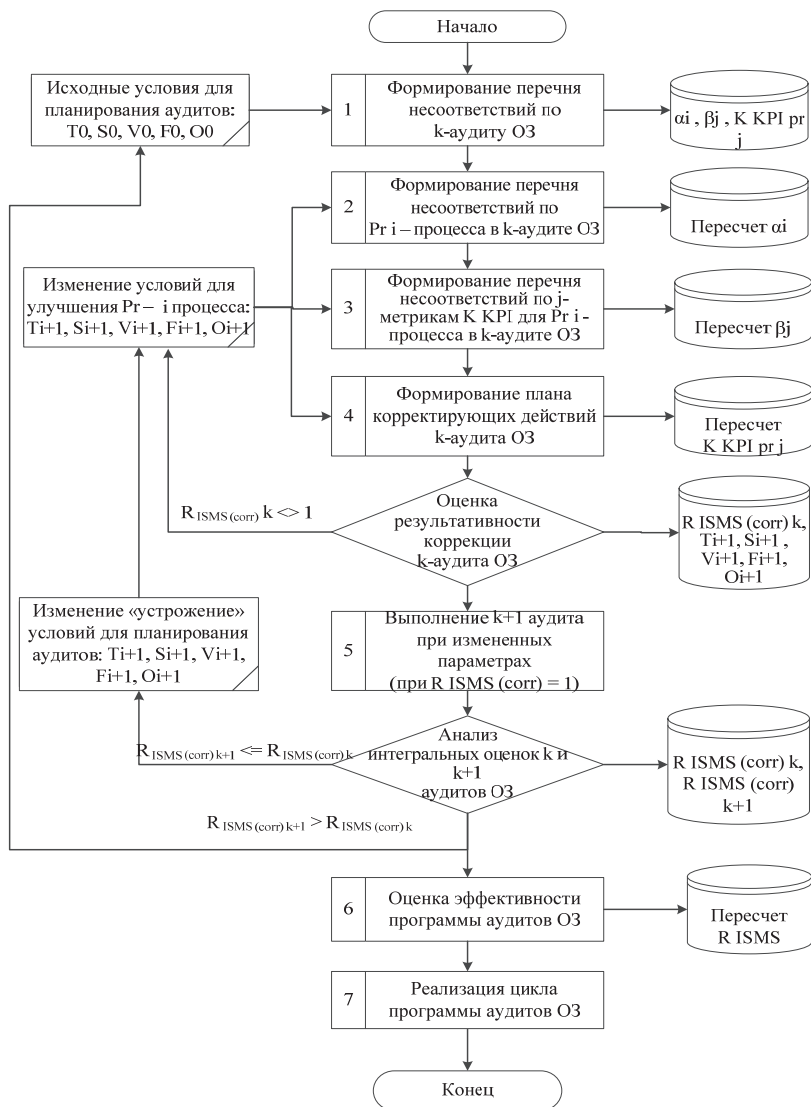 Начало
Исходные условия для
планирования аудитов:
T0, S0, V0, F0, O0
1
Формирование перечня
несоответствий по
k-аудиту ОЗ
αi , βj , K KPI pr
j
2
Формирование перечня
несоответствий по
Pr i – процесса в k-аудите ОЗ
Пересчет αi
Изменение условий для
улучшения Pr – i процесса:
Ti+1, Si+1, Vi+1, Fi+1, Oi+1
3
Формирование перечня
несоответствий по j-
метрикам K KPI для Pr i -
процесса в k-аудите ОЗ
Пересчет βj
4
Формирование плана
корректирующих действий
k-аудита ОЗ
Пересчет
K KPI pr j
R ISMS (corr) k <> 1
Оценка
результативности
коррекции
k-аудита ОЗ
R ISMS (corr) k,
Ti+1, Si+1 ,
Vi+1, Fi+1,
Oi+1
Изменение «устрожение»
условий для планирования
аудитов: Ti+1, Si+1, Vi+1,
Fi+1, Oi+1
5
Выполнение k+1 аудита
при измененных
параметрах
(при R ISMS (corr) = 1)
R ISMS (corr) k+1 <= R ISMS (corr) k
Анализ
интегральных оценок k и
k+1
аудитов ОЗ
R ISMS (corr) k,
R ISMS (corr)
k+1
R ISMS (corr) k+1 > R ISMS (corr) k
6
Оценка эффективности
программы аудитов ОЗ
Пересчет
R ISMS
7
Реализация цикла
программы аудитов ОЗ
Конец